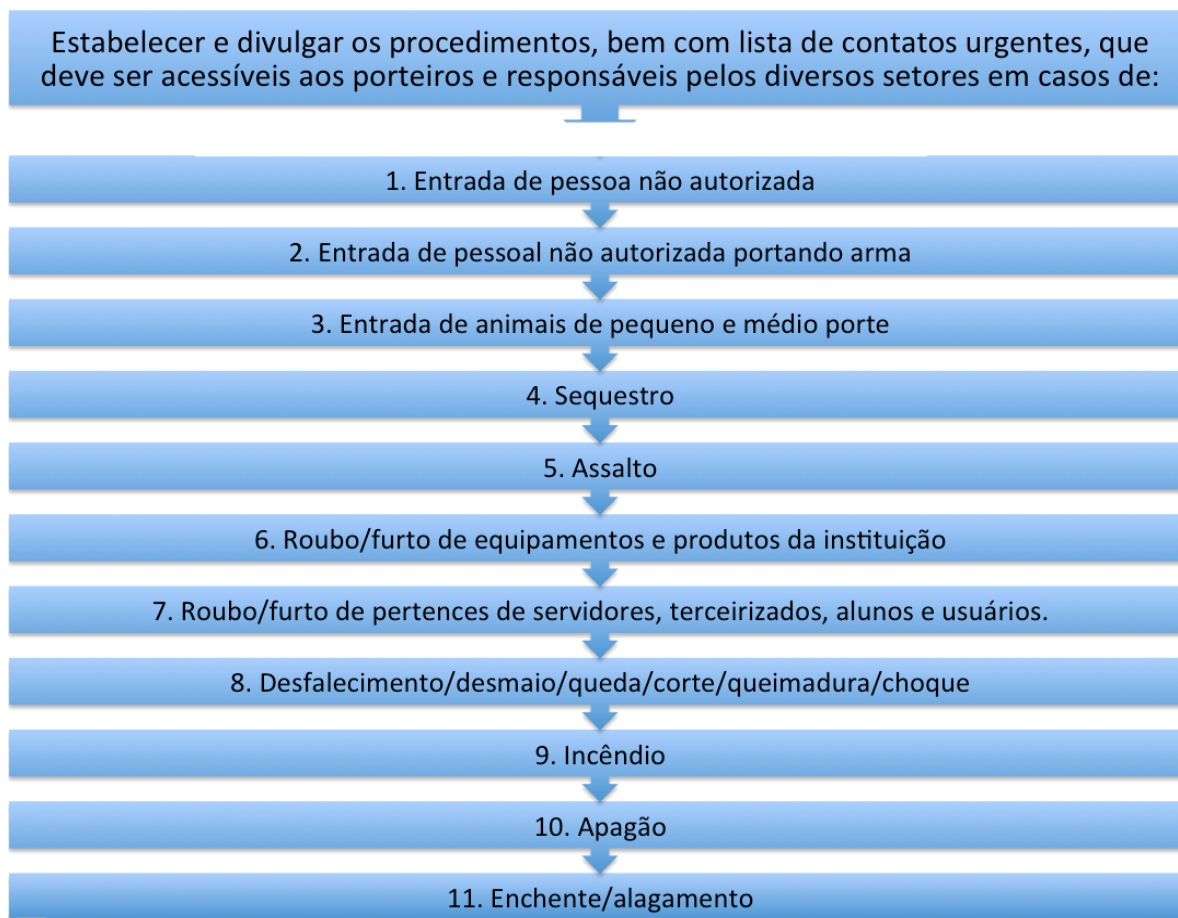 Estabelecer e divulgar os procedimentos, bem com lista de contatos urgentes, que
deve ser acessíveis aos porteiros e responsáveis pelos diversos setores em casos de:
1. Entrada de pessoa não autorizada
2. Entrada de pessoal não autorizada portando arma
3. Entrada de animais de pequeno e médio porte
4. Sequestro
5. Assalto
6. Roubo/furto de equipamentos e produtos da instituição
7. Roubo/furto de pertences de servidores, terceirizados, alunos e usuários.
8. Desfalecimento/desmaio/queda/corte/queimadura/choque
9. Incêndio
10. Apagão
11. Enchente/alagamento